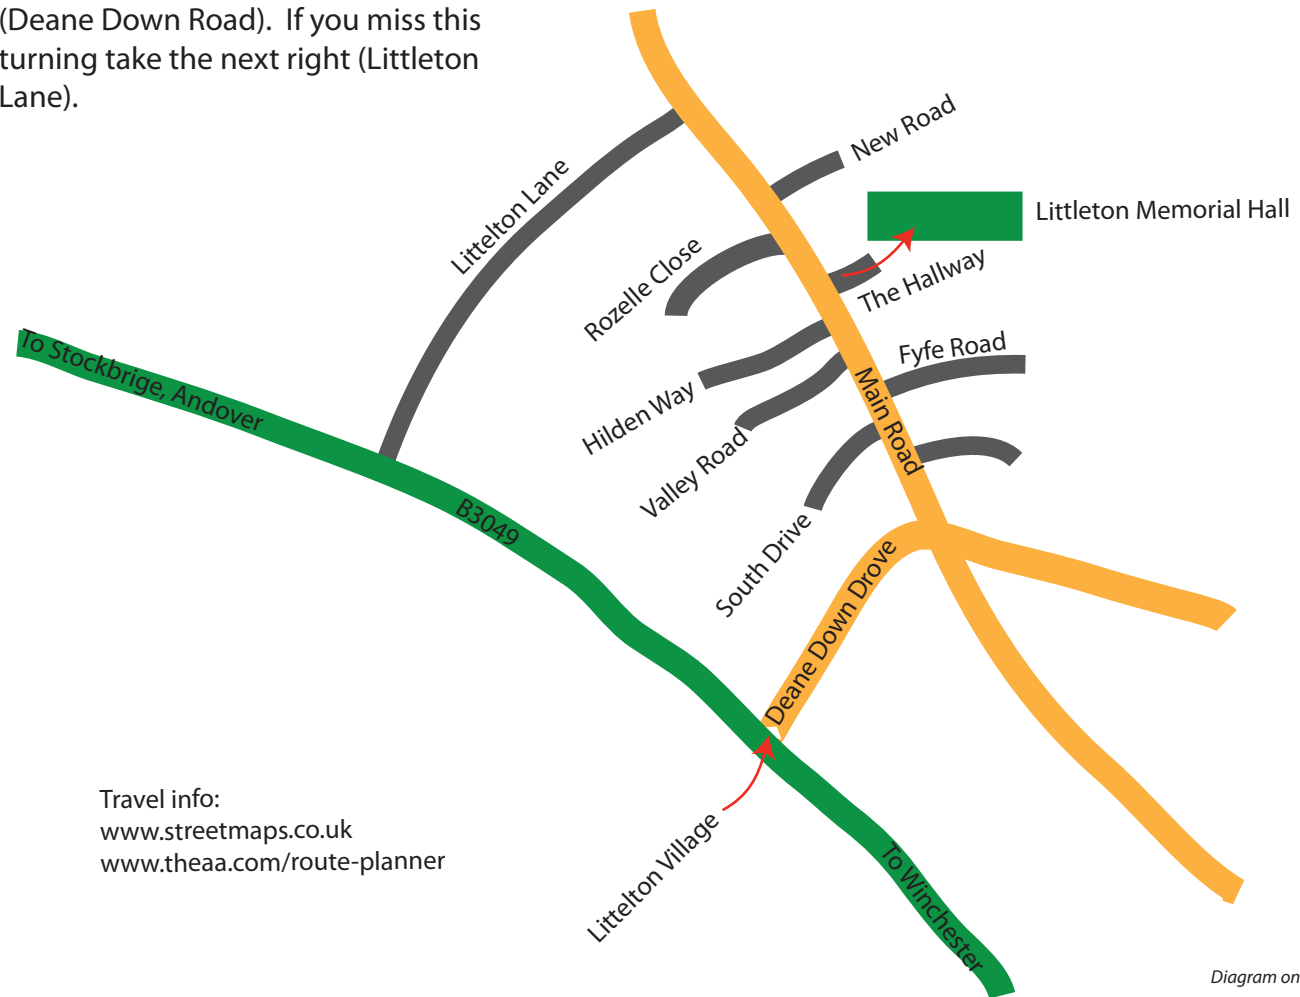 (Deane Down Road).  If you miss this
turning take the next right (Littleton
Lane).
New Road
Littelton Lane
Littleton Memorial Hall
Rozelle Close
The Hallway
To Stockbrige, Andover
Fyfe Road
Hilden Way
Main Road
Valley Road
B3049
South Drive
Deane Down Drove
Travel info:
www.streetmaps.co.uk
www.theaa.com/route-planner
Littelton Village
To Winchester
Diagram on